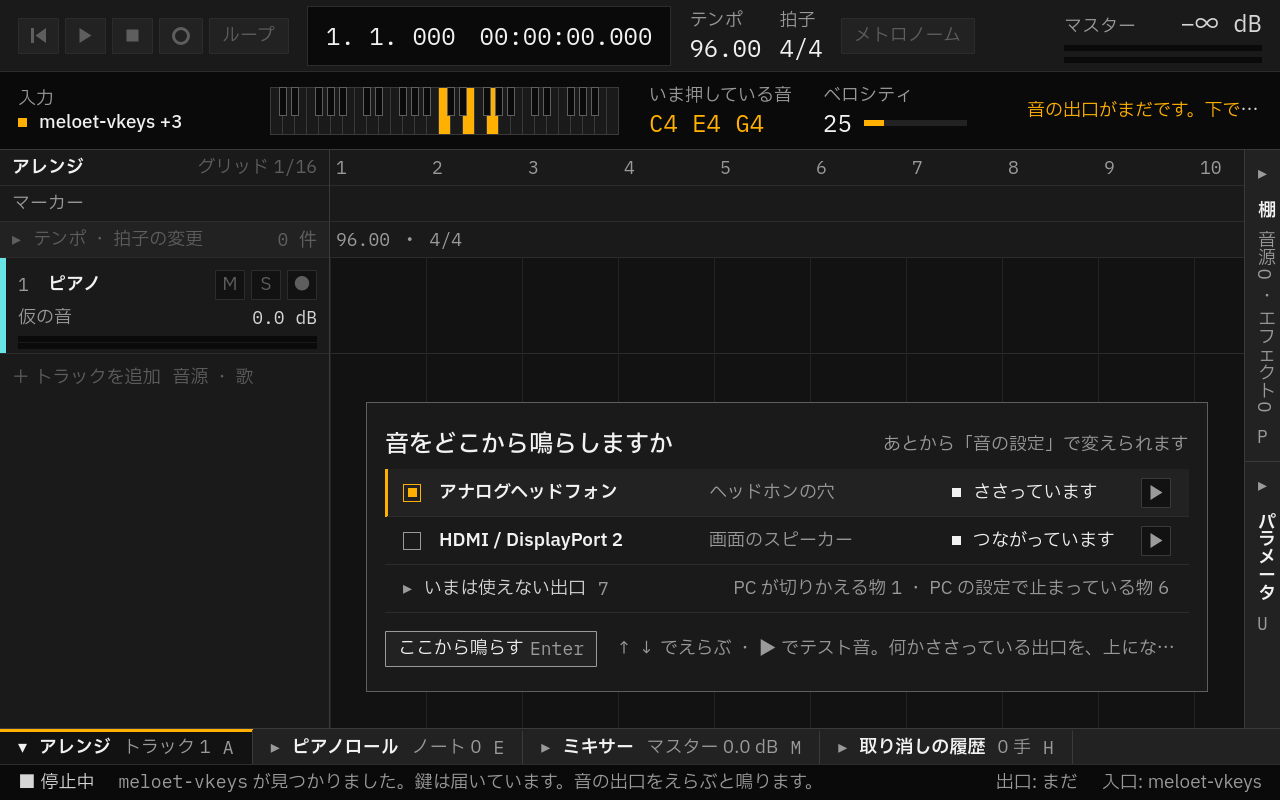 ループ
1. 1. 000 00:00:00.000
テンポ 拍子
96.00 4/4
メトロノーム
マスター −∞ dB
入力
meloet-vkeys +3
いま押している音 ベロシティ
C4 E4 G4 25
音の出口がまだです。下で…
アレンジ グリッド 1/16
1 2 3 4 5 6 7 8 9 10
マーカー
▸ テンポ · 拍子の変更 0 件
96.00 · 4/4
1 ピアノ M S
仮の音 0.0 dB
＋ トラックを追加 音源 · 歌
音をどこから鳴らしますか あとから「音の設定」で変えられます
アナログヘッドフォン ヘッドホンの穴 ささっています
HDMI / DisplayPort 2 画面のスピーカー つながっています
▸ いまは使えない出口 7 PC が切りかえる物 1 · PC の設定で止まっている物 6
ここから鳴らす Enter ↑ ↓ でえらぶ · ▶ でテスト音。何かささっている出口を、上にな…
▸ 棚 音源 0 · エフェクト 0 P
▸ パラメータ U
▾ アレンジ トラック 1 A ▸ ピアノロール ノート 0 E ▸ ミキサー マスター 0.0 dB M ▸ 取り消しの履歴 0 手 H
■ 停止中 meloet-vkeys が見つかりました。鍵は届いています。音の出口をえらぶと鳴ります。 出口: まだ 入口: meloet-vkeys